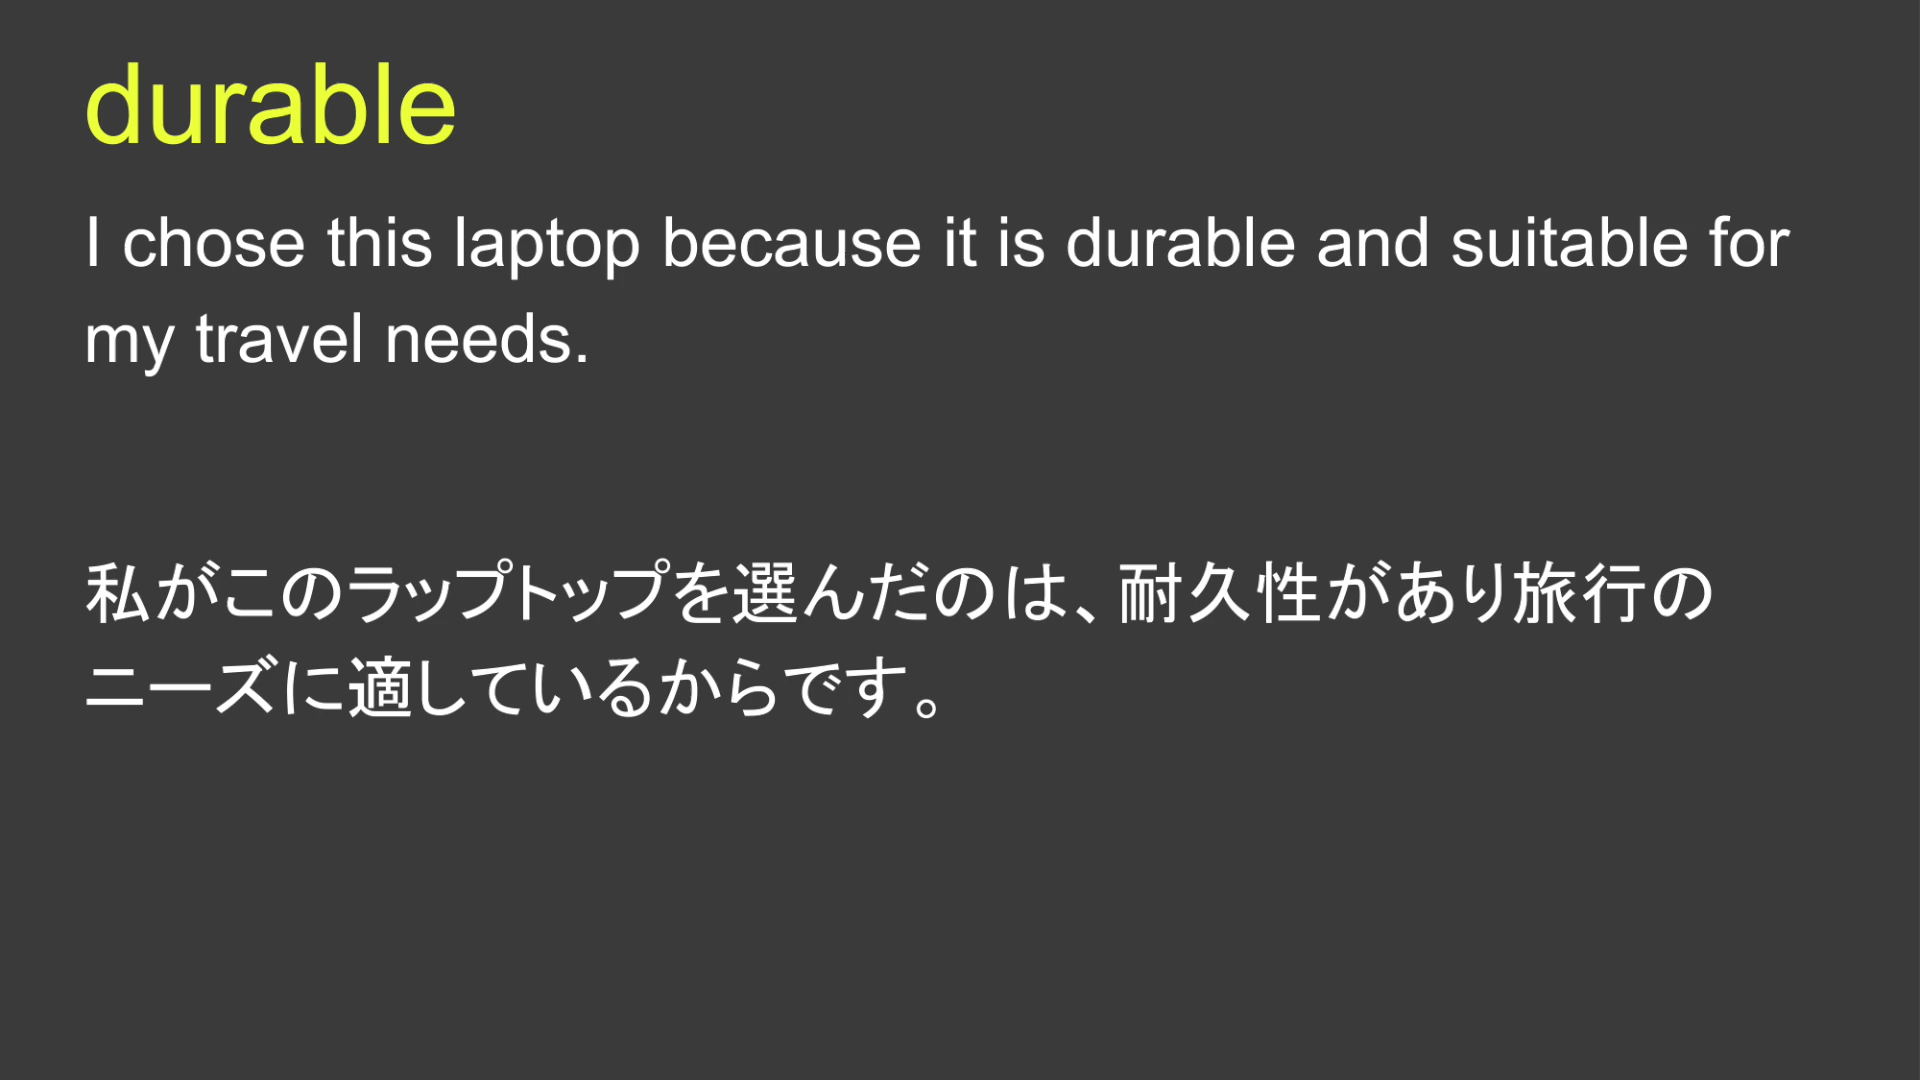 durable
I chose this laptop because it is durable and suitable for
my travel needs.
私がこのラップトップを選んだのは、耐久性があり旅行の
ニーズに適しているからです。